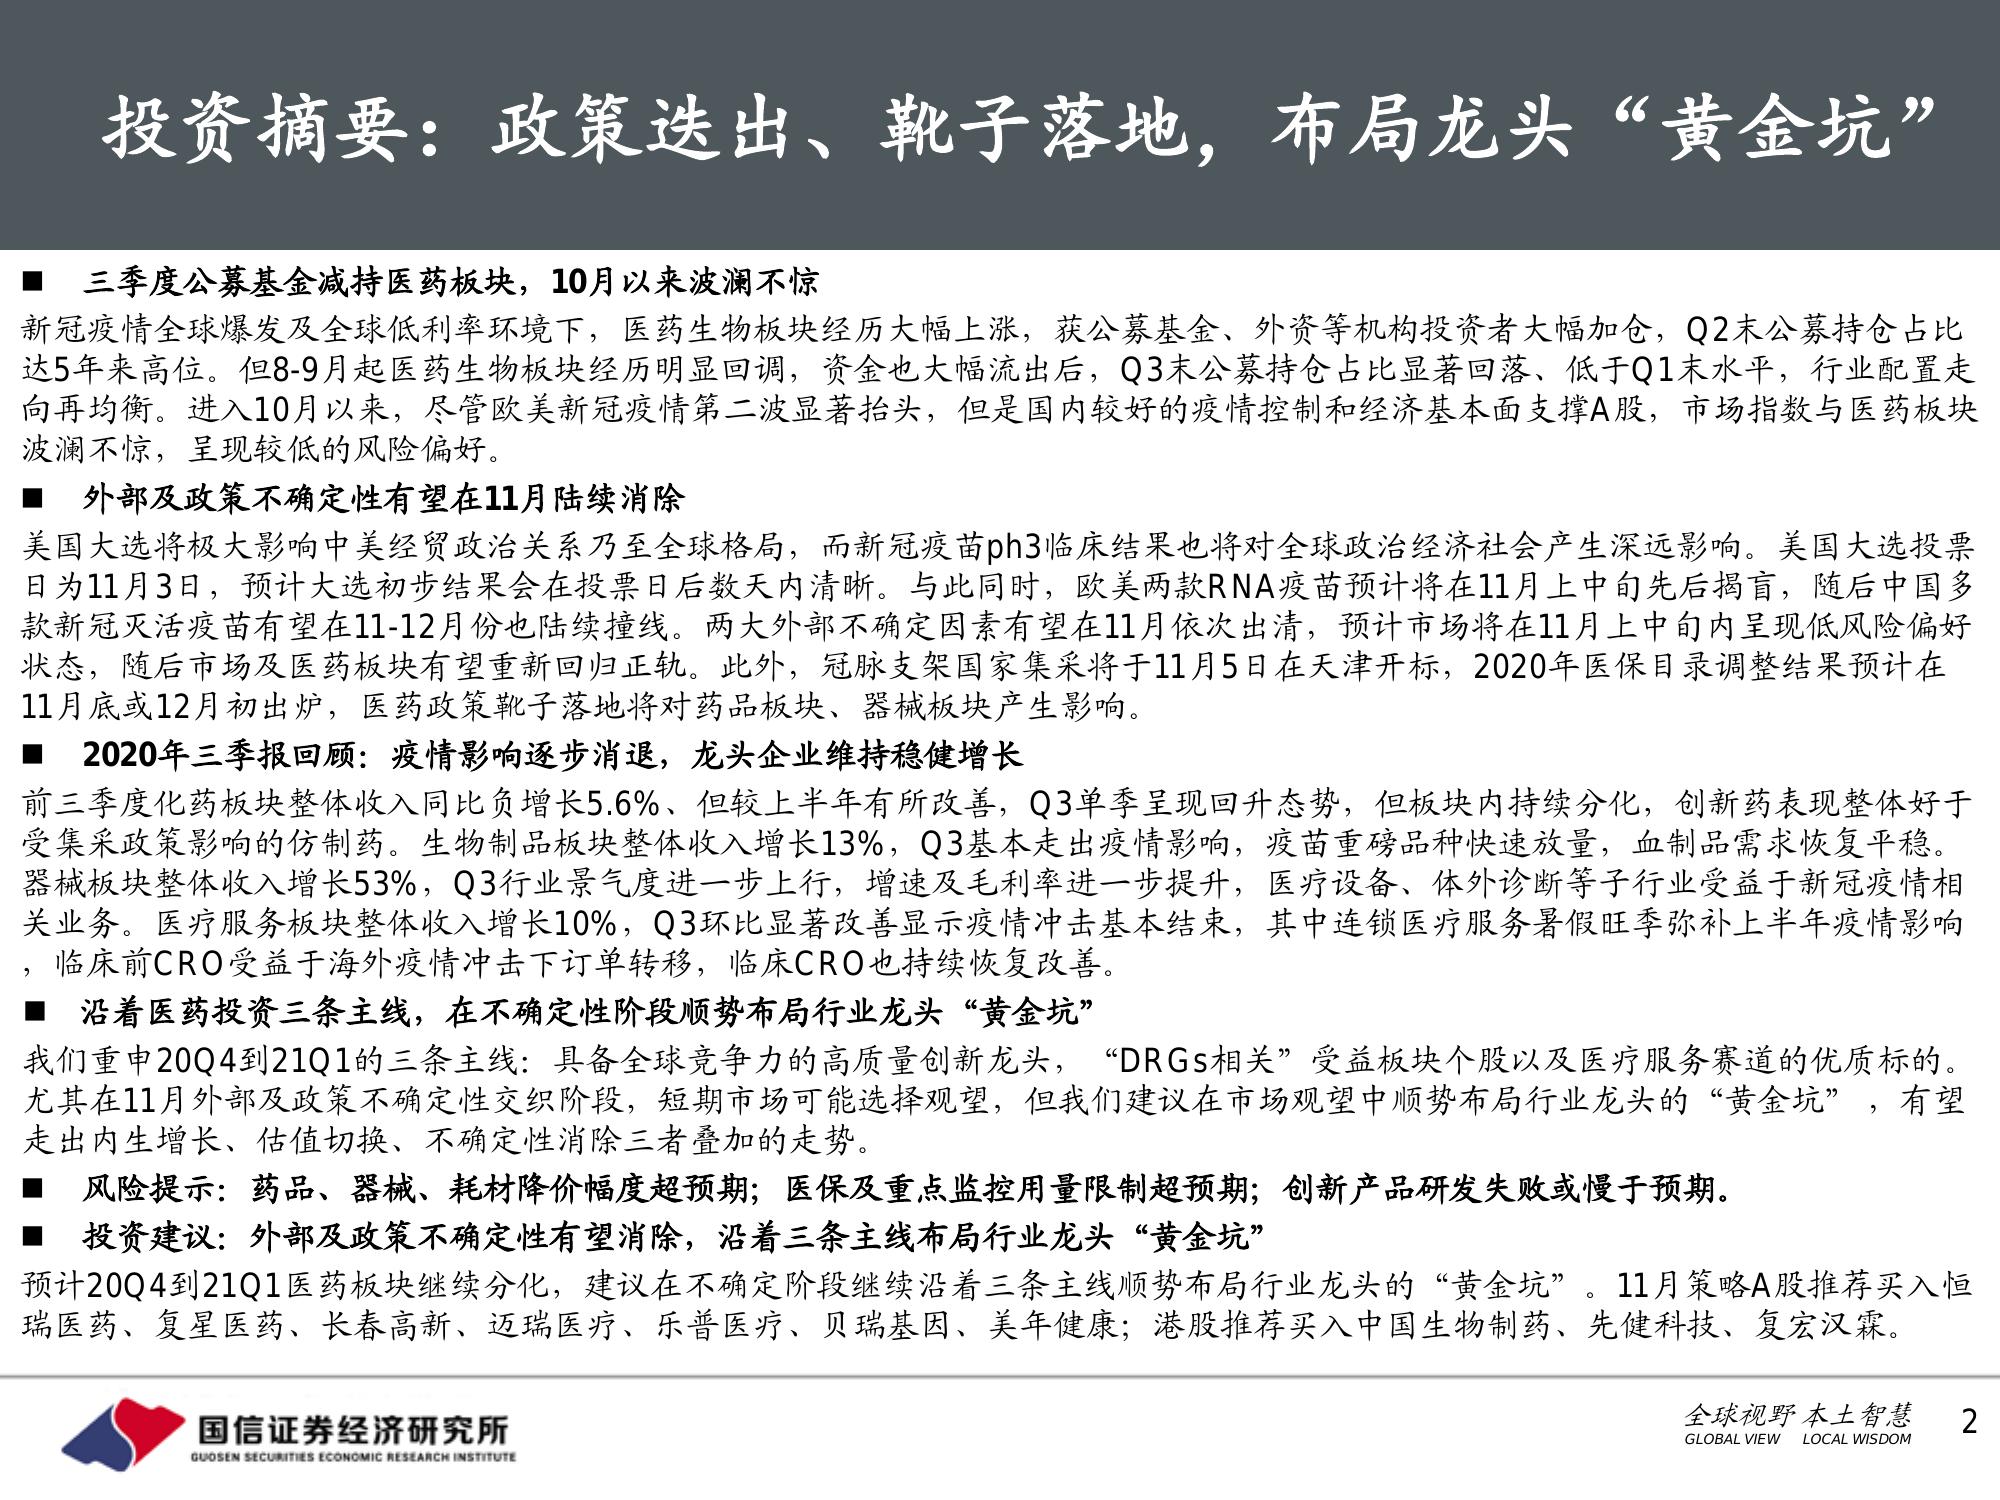 投资摘要：政策迭出、靴子落地，布局龙头“黄金坑”
■ 三季度公募基金减持医药板块，10月以来波澜不惊
新冠疫情全球爆发及全球低利率环境下，医药生物板块经历大幅上涨，获公募基金、外资等机构投资者大幅加仓，Q2末公募持仓占比
达5年来高位。但8-9月起医药生物板块经历明显回调，资金也大幅流出后，Q3末公募持仓占比显著回落、低于Q1末水平，行业配置走
向再均衡。进入10月以来，尽管欧美新冠疫情第二波显著抬头，但是国内较好的疫情控制和经济基本面支撑A股，市场指数与医药板块
波澜不惊，呈现较低的风险偏好。
■ 外部及政策不确定性有望在11月陆续消除
美国大选将极大影响中美经贸政治关系乃至全球格局，而新冠疫苗ph3临床结果也将对全球政治经济社会产生深远影响。美国大选投票
日为11月3日，预计大选初步结果会在投票日后数天内清晰。与此同时，欧美两款RNA疫苗预计将在11月上中旬先后揭盲，随后中国多
款新冠灭活疫苗有望在11-12月份也陆续撞线。两大外部不确定因素有望在11月依次出清，预计市场将在11月上中旬内呈现低风险偏好
状态，随后市场及医药板块有望重新回归正轨。此外，冠脉支架国家集采将于11月5日在天津开标，2020年医保目录调整结果预计在
11月底或12月初出炉，医药政策靴子落地将对药品板块、器械板块产生影响。
■ 2020年三季报回顾：疫情影响逐步消退，龙头企业维持稳健增长
前三季度化药板块整体收入同比负增长5.6%、但较上半年有所改善，Q3单季呈现回升态势，但板块内持续分化，创新药表现整体好于
受集采政策影响的仿制药。生物制品板块整体收入增长13%，Q3基本走出疫情影响，疫苗重磅品种快速放量，血制品需求恢复平稳。
器械板块整体收入增长53%，Q3行业景气度进一步上行，增速及毛利率进一步提升，医疗设备、体外诊断等子行业受益于新冠疫情相
关业务。医疗服务板块整体收入增长10%，Q3环比显著改善显示疫情冲击基本结束，其中连锁医疗服务暑假旺季弥补上半年疫情影响
，临床前CRO受益于海外疫情冲击下订单转移，临床CRO也持续恢复改善。
■ 沿着医药投资三条主线，在不确定性阶段顺势布局行业龙头“黄金坑”
我们重申20Q4到21Q1的三条主线：具备全球竞争力的高质量创新龙头，“DRGs相关”受益板块个股以及医疗服务赛道的优质标的。
尤其在11月外部及政策不确定性交织阶段，短期市场可能选择观望，但我们建议在市场观望中顺势布局行业龙头的“黄金坑”，有望
走出内生增长、估值切换、不确定性消除三者叠加的走势。
■ 风险提示：药品、器械、耗材降价幅度超预期；医保及重点监控用量限制超预期；创新产品研发失败或慢于预期。
■ 投资建议：外部及政策不确定性有望消除，沿着三条主线布局行业龙头“黄金坑”
预计20Q4到21Q1医药板块继续分化，建议在不确定阶段继续沿着三条主线顺势布局行业龙头的“黄金坑”。11月策略A股推荐买入恒
瑞医药、复星医药、长春高新、迈瑞医疗、乐普医疗、贝瑞基因、美年健康；港股推荐买入中国生物制药、先健科技、复宏汉霖。
国信证券经济研究所
GUOSEN SECURITIES ECONOMIC RESEARCH INSTITUTE
全球视野 本土智慧
GLOBAL VIEW LOCAL WISDOM
2